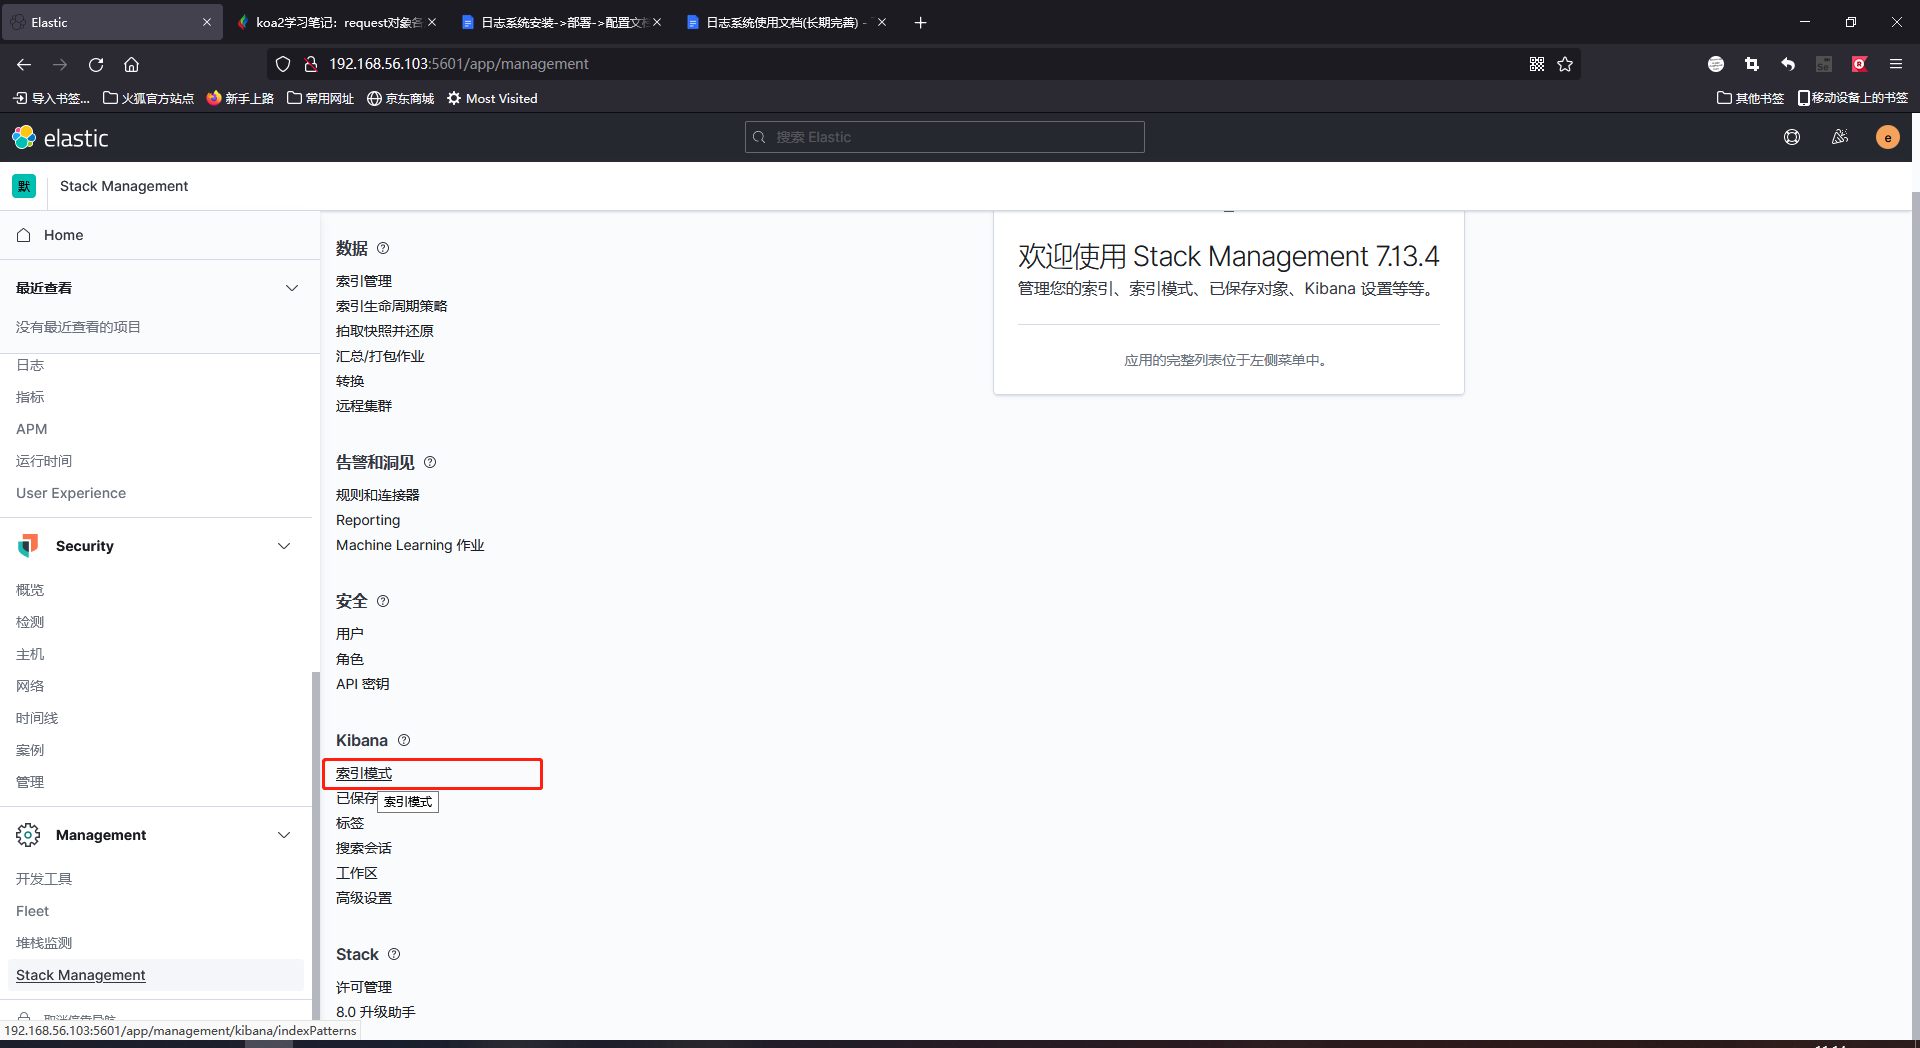 Elastic
koa2学习笔记：request对象各
日志系统安装->部署->配置文档
日志系统使用文档(长期完善) -
192.168.56.103:5601/app/management
导入书签...
火狐官方站点
新手上路
常用网址
京东商城
Most Visited
其他书签
移动设备上的书签
elastic
搜索 Elastic
e
默
Stack Management
Home
最近查看
没有最近查看的项目
日志
指标
APM
运行时间
User Experience
Security
概览
检测
主机
网络
时间线
案例
管理
Management
开发工具
Fleet
堆栈监测
Stack Management
取消停靠导航
192.168.56.103:5601/app/management/kibana/indexPatterns
数据
索引管理
索引生命周期策略
拍取快照并还原
汇总/打包作业
转换
远程集群
告警和洞见
规则和连接器
Reporting
Machine Learning 作业
安全
用户
角色
API 密钥
Kibana
索引模式
已保存
索引模式
标签
搜索会话
工作区
高级设置
Stack
许可管理
8.0 升级助手
欢迎使用 Stack Management 7.13.4
管理您的索引、索引模式、已保存对象、Kibana 设置等等。
应用的完整列表位于左侧菜单中。